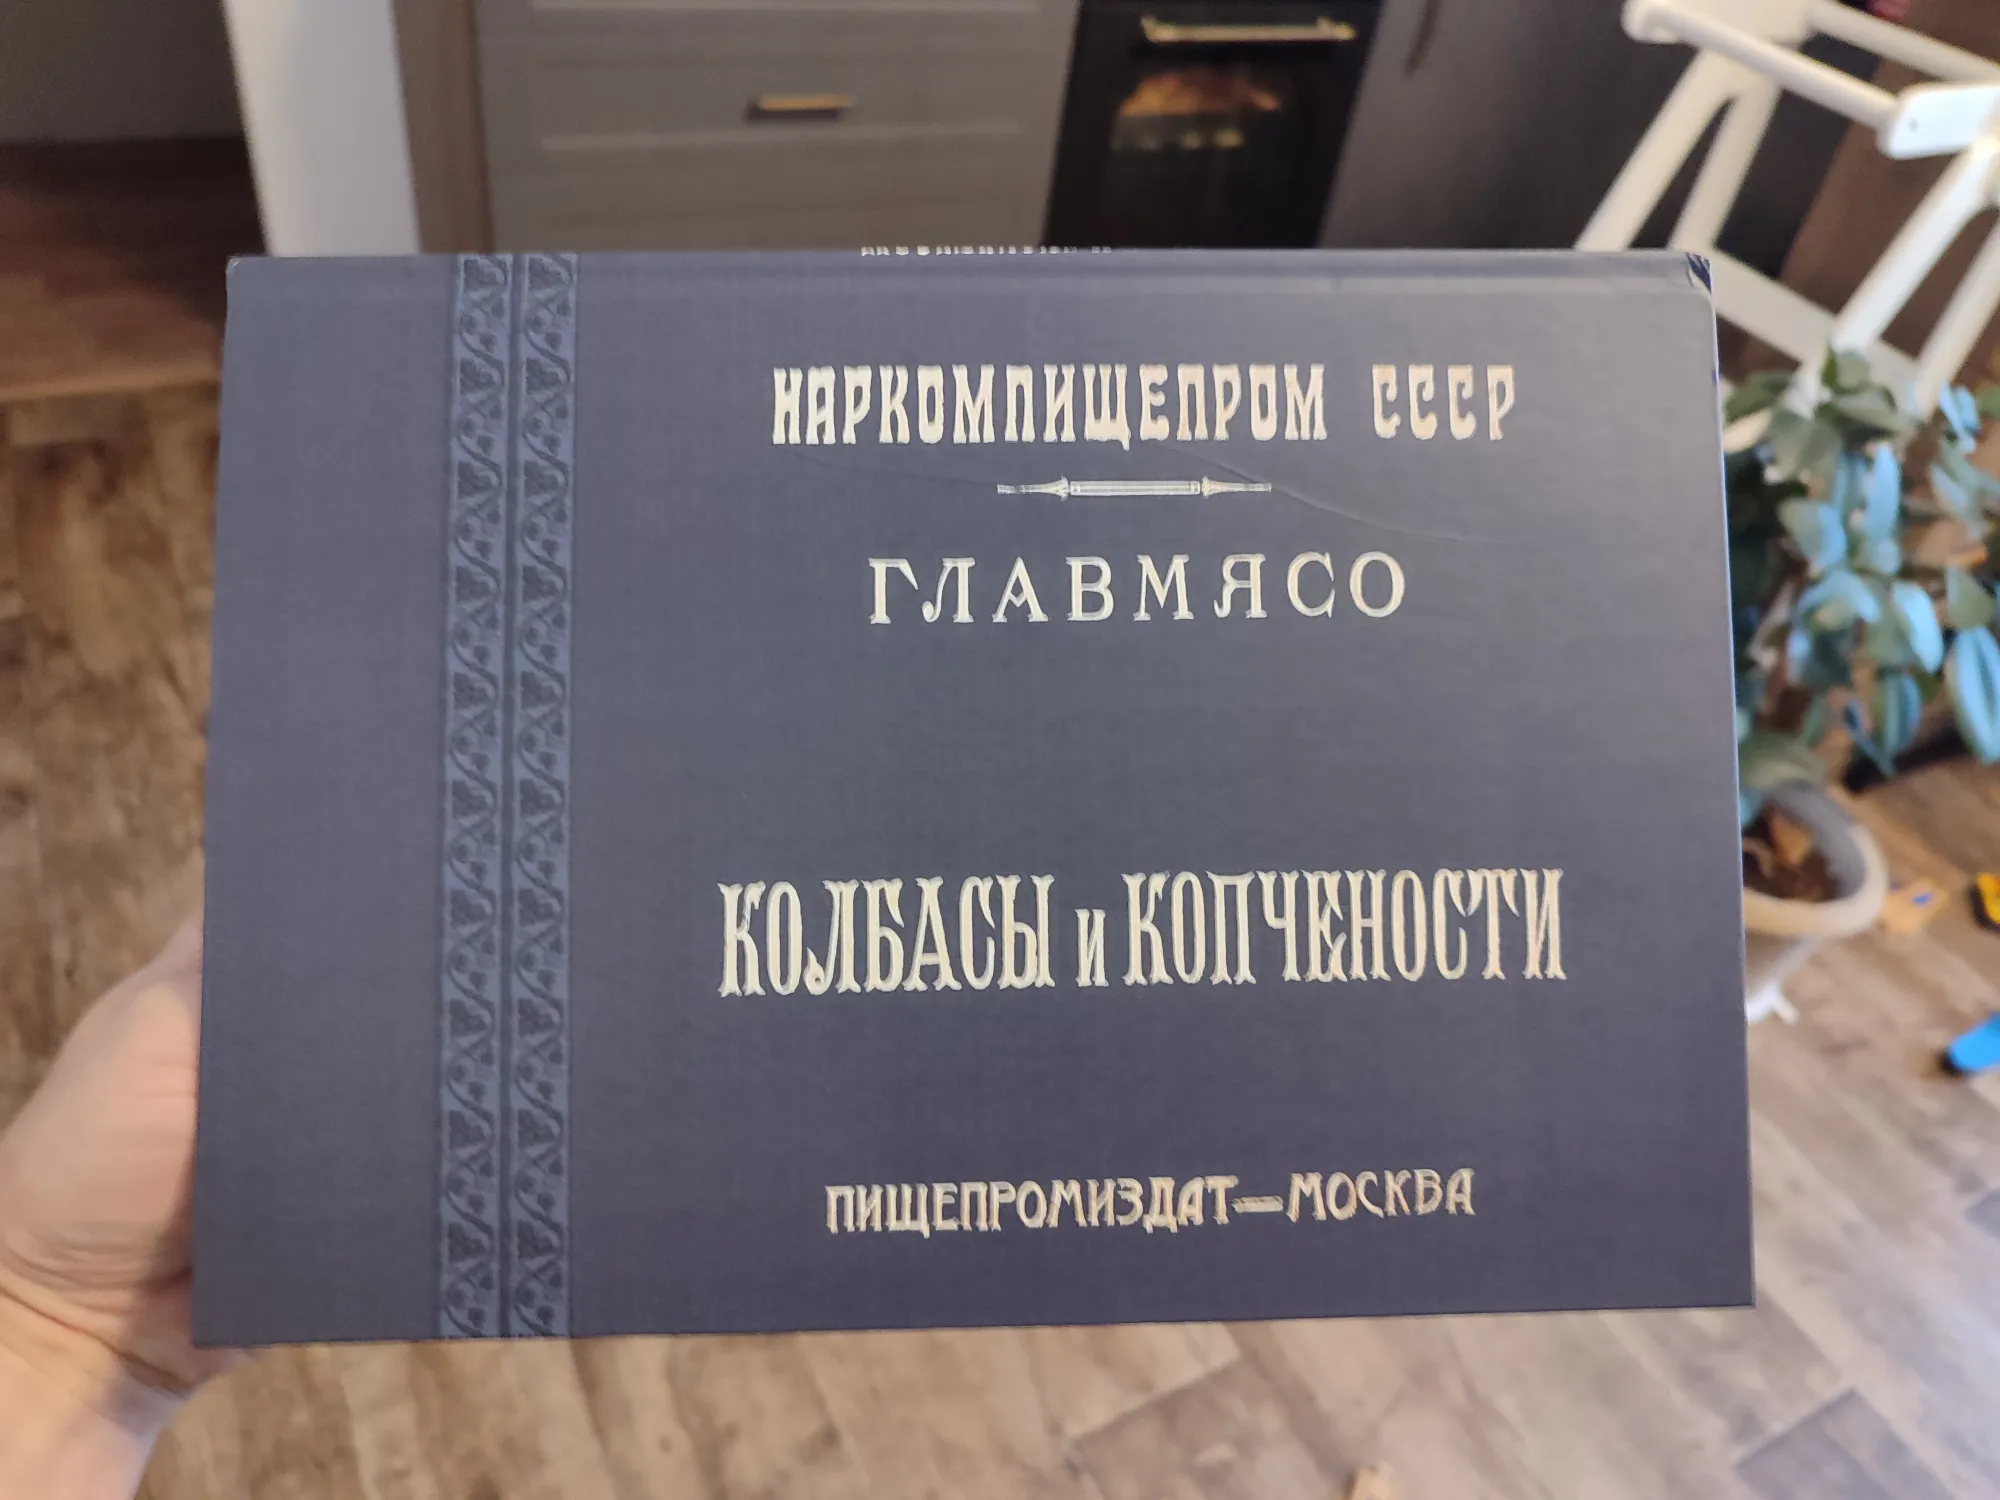 НАРКОМПИЩЕПРОМ СССР
ГЛАВМЯСО
КОЛБАСЫ и КОПЧЕНОСТИ
ПИЩЕПРОМИЗДАТ—МОСКВА